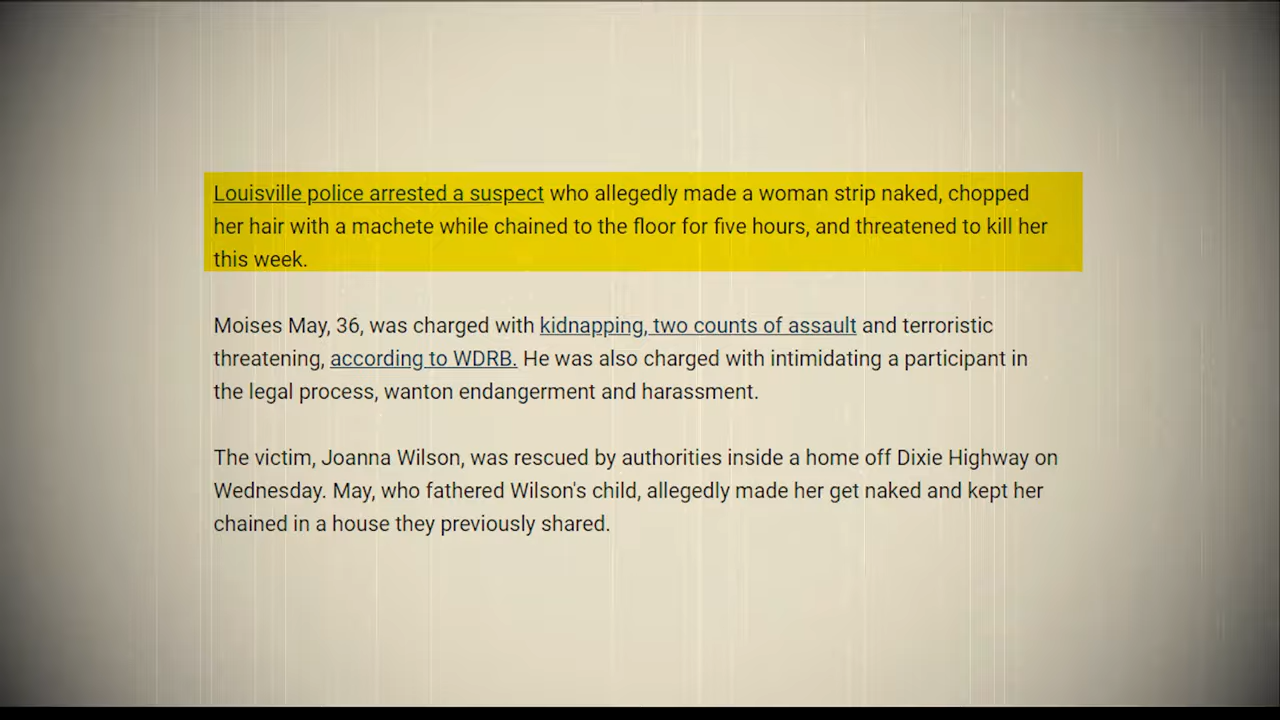 Louisville police arrested a suspect who allegedly made a woman strip naked, chopped
her hair with a machete while chained to the floor for five hours, and threatened to kill her
this week.
Moises May, 36, was charged with kidnapping, two counts of assault and terroristic
threatening, according to WDRB. He was also charged with intimidating a participant in
the legal process, wanton endangerment and harassment.
The victim, Joanna Wilson, was rescued by authorities inside a home off Dixie Highway on
Wednesday. May, who fathered Wilson's child, allegedly made her get naked and kept her
chained in a house they previously shared.